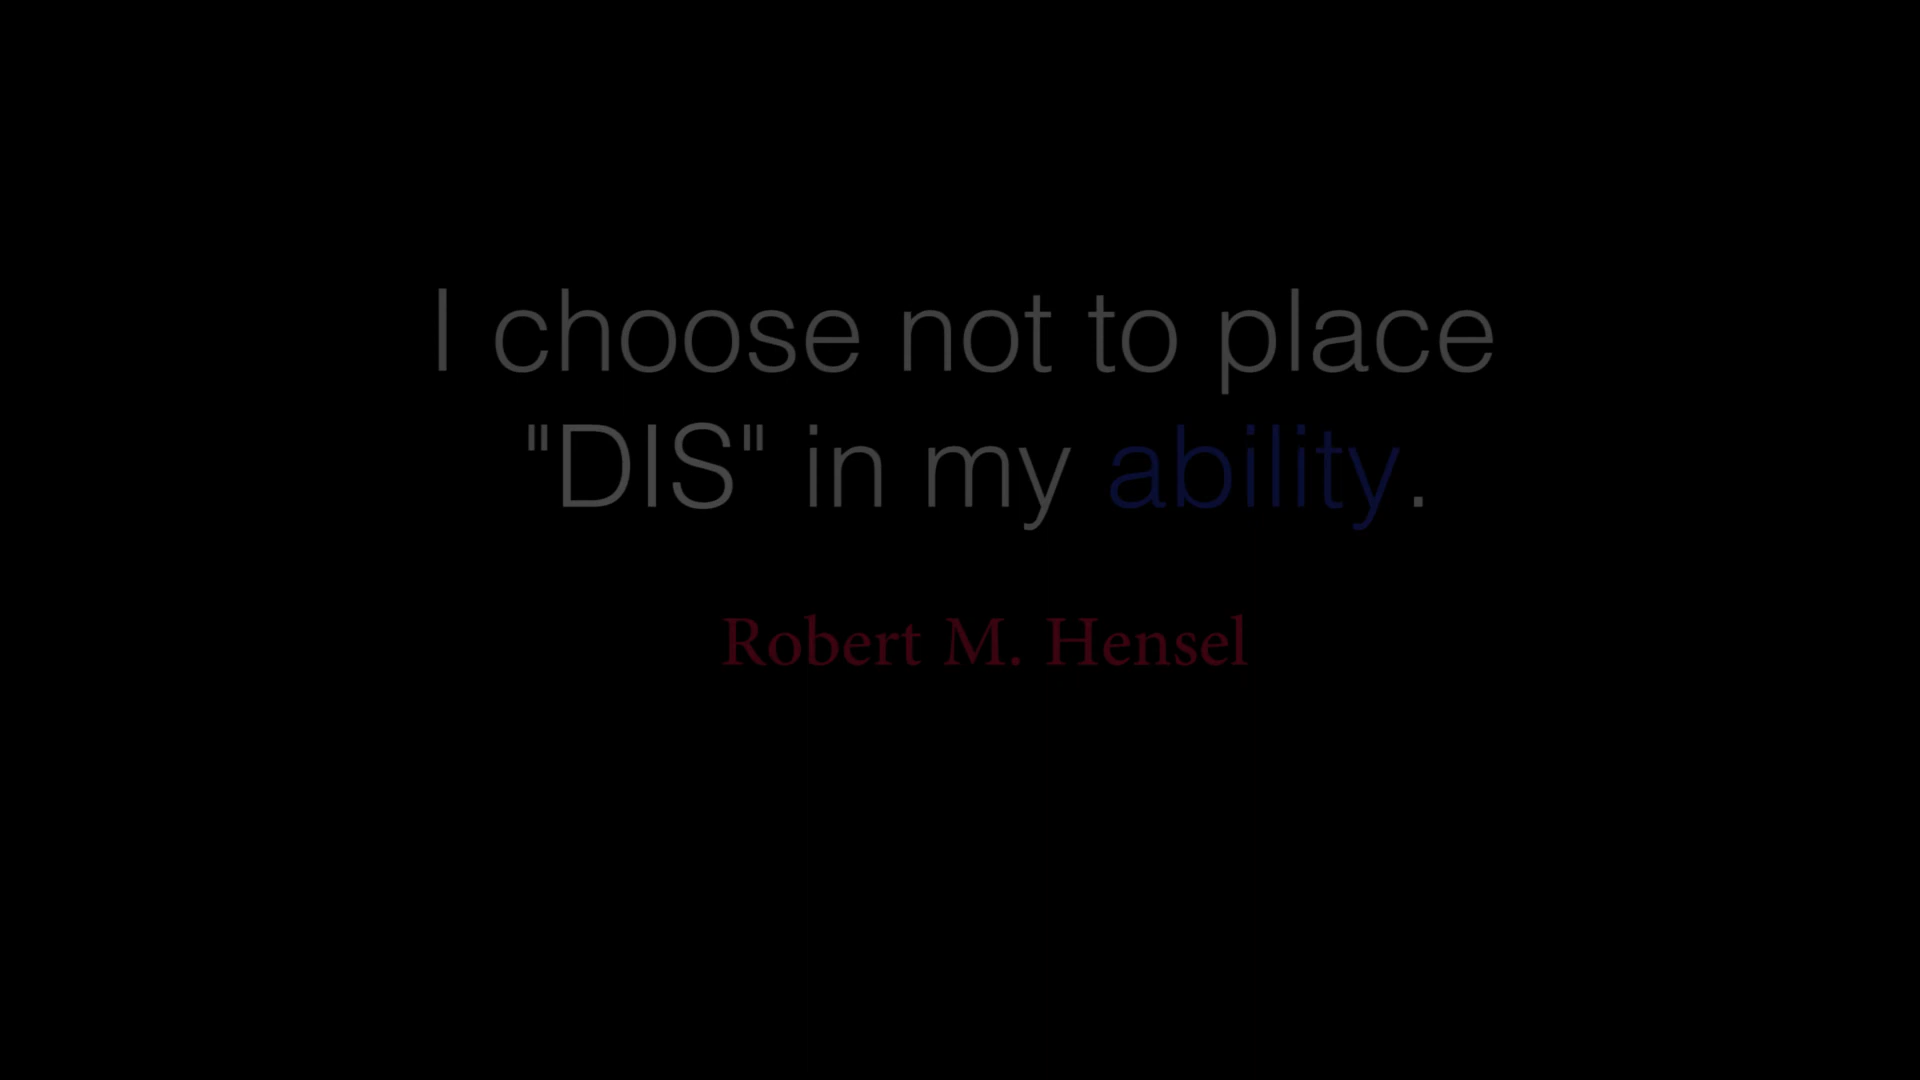 I choose not to place
"DIS" in my ability.
Robert M. Hensel